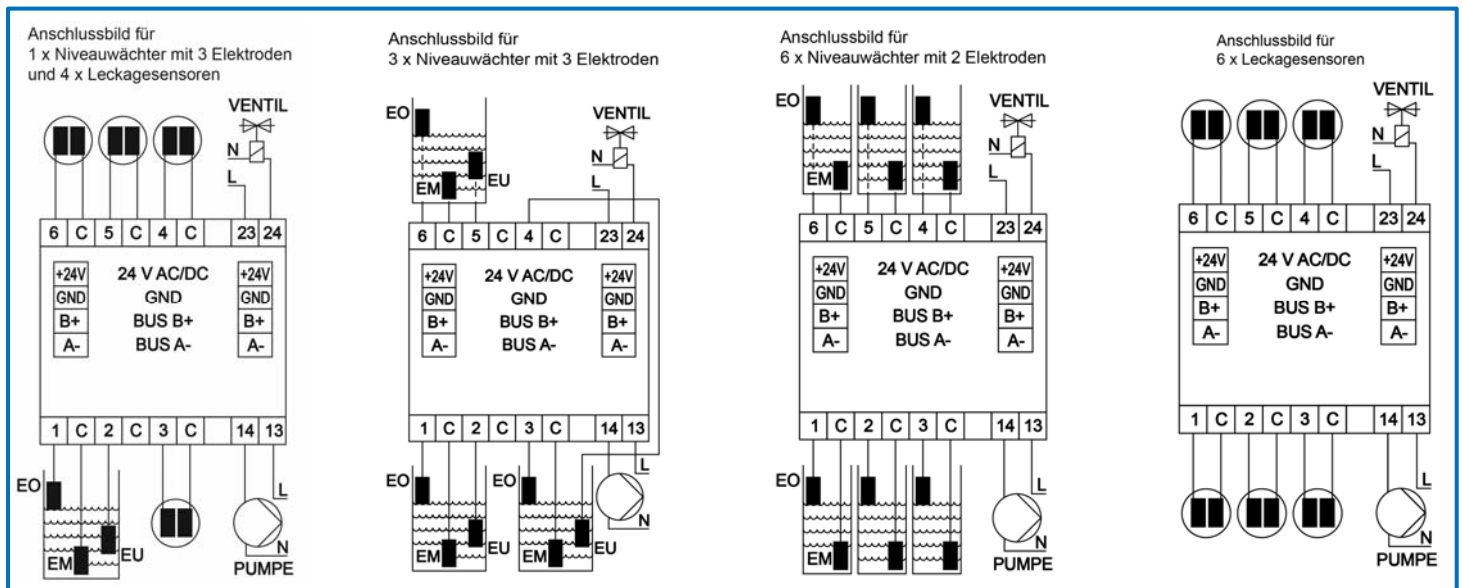 Anschlussbild für
1 x Niveauwächter mit 3 Elektroden
und 4 x Leckagesensoren
VENTIL
N
L
6 C 5 C 4 C 23 24
+24V 24 V AC/DC +24V
GND GND GND
B+ BUS B+ B+
A- BUS A- A-
1 C 2 C 3 C 14 13
EO
EM
EU
L
N
PUMPE
Anschlussbild für
3 x Niveauwächter mit 3 Elektroden
EO
EM
EU
VENTIL
N
L
6 C 5 C 4 C 23 24
+24V 24 V AC/DC +24V
GND GND GND
B+ BUS B+ B+
A- BUS A- A-
1 C 2 C 3 C 14 13
EO
EM
EU
EO
EM
EU
L
N
Anschlussbild für
6 x Niveauwächter mit 2 Elektroden
EO
EM
VENTIL
N
L
6 C 5 C 4 C 23 24
+24V 24 V AC/DC +24V
GND GND GND
B+ BUS B+ B+
A- BUS A- A-
1 C 2 C 3 C 14 13
EO
EM
L
N
PUMPE
Anschlussbild für
6 x Leckagesensoren
VENTIL
N
L
6 C 5 C 4 C 23 24
+24V 24 V AC/DC +24V
GND GND GND
B+ BUS B+ B+
A- BUS A- A-
1 C 2 C 3 C 14 13
L
N
PUMPE